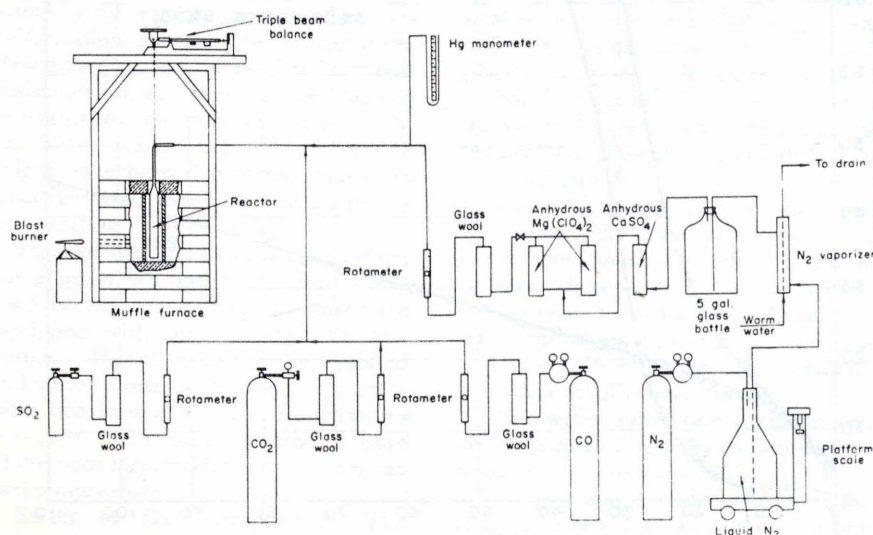 Triple beam
balance
Hg manometer
To drain
Reactor
Glass
wool
Anhydrous
Mg(ClO4)2
Anhydrous
CaSO4
Blast
burner
Rotameter
N2 vaporizer
5 gal.
glass
bottle
Warm
water
Muffle furnace
SO2
Glass
wool
Rotameter
CO2
Glass
wool
Rotameter
Glass
wool
CO
N2
Platform
scale
Liquid N2